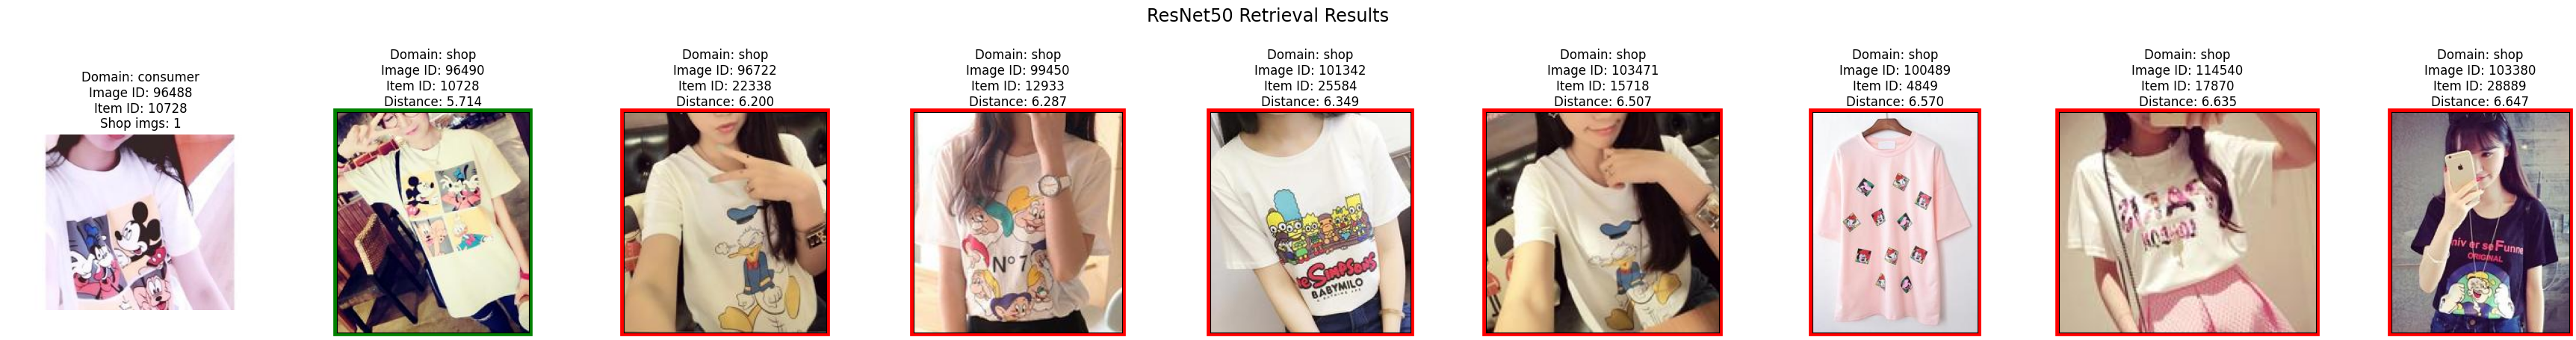 ResNet50 Retrieval Results
Domain: consumer
Image ID: 96488
Item ID: 10728
Shop imgs: 1
Domain: shop
Image ID: 96490
Item ID: 10728
Distance: 5.714
Domain: shop
Image ID: 96722
Item ID: 22338
Distance: 6.200
Domain: shop
Image ID: 99450
Item ID: 12933
Distance: 6.287
Nº 7
Domain: shop
Image ID: 101342
Item ID: 25584
Distance: 6.349
SIMPSONS
BABYMILO
Domain: shop
Image ID: 103471
Item ID: 15718
Distance: 6.507
Domain: shop
Image ID: 100489
Item ID: 4849
Distance: 6.570
Domain: shop
Image ID: 114540
Item ID: 17870
Distance: 6.635
Domain: shop
Image ID: 103380
Item ID: 28889
Distance: 6.647
niv er seFunne
ORIGINAL